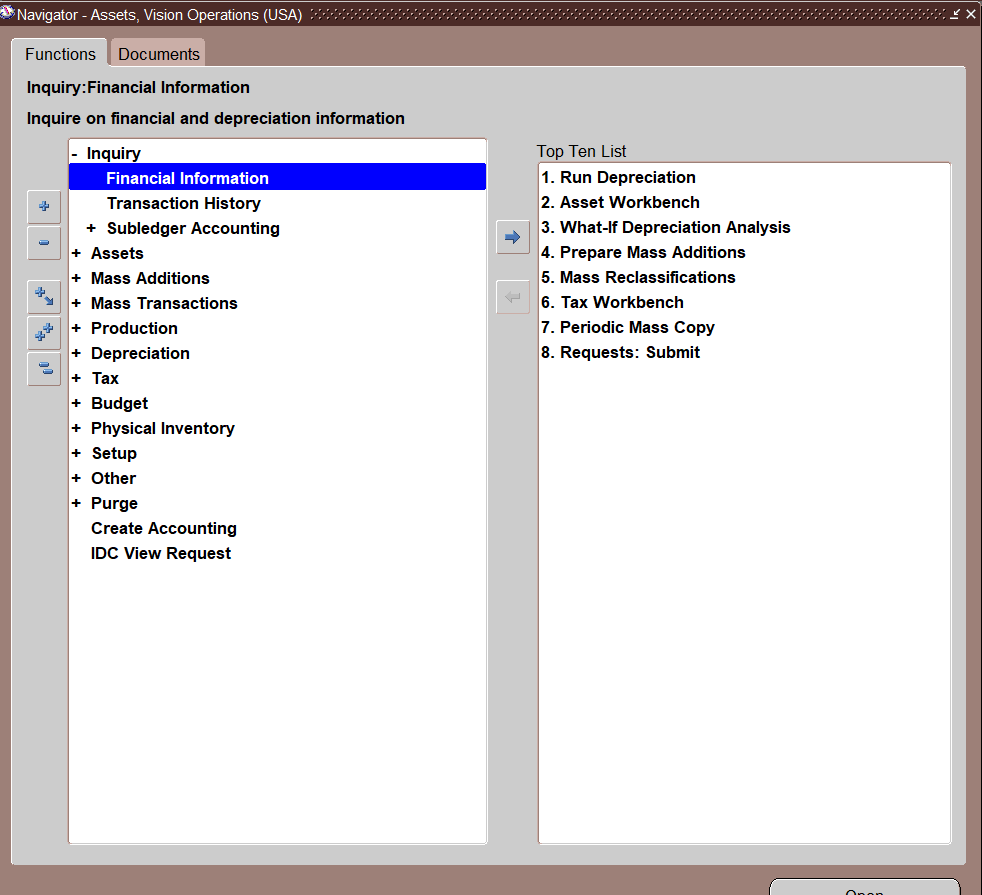 Navigator - Assets, Vision Operations (USA)
Functions
Documents
Inquiry:Financial Information
Inquire on financial and depreciation information
- Inquiry
Financial Information
Transaction History
+ Subledger Accounting
+ Assets
+ Mass Additions
+ Mass Transactions
+ Production
+ Depreciation
+ Tax
+ Budget
+ Physical Inventory
+ Setup
+ Other
+ Purge
Create Accounting
IDC View Request
Top Ten List
1. Run Depreciation
2. Asset Workbench
3. What-If Depreciation Analysis
4. Prepare Mass Additions
5. Mass Reclassifications
6. Tax Workbench
7. Periodic Mass Copy
8. Requests: Submit
Open